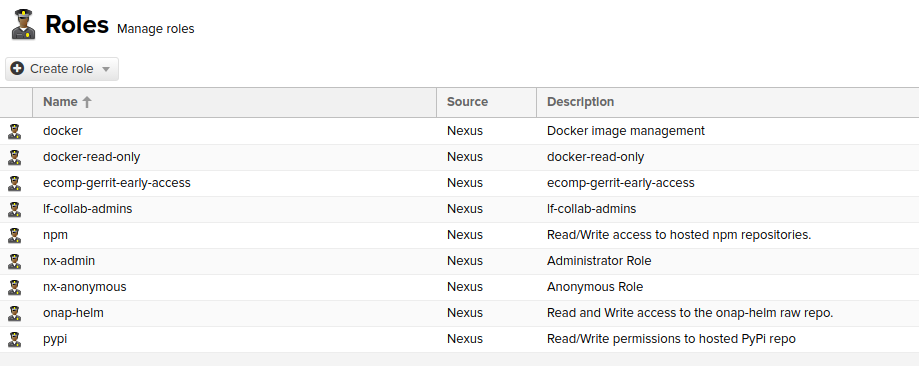 Roles Manage roles
Create role
Name Source Description
docker Nexus Docker image management
docker-read-only Nexus docker-read-only
ecomp-gerrit-early-access Nexus ecomp-gerrit-early-access
lf-collab-admins Nexus lf-collab-admins
npm Nexus Read/Write access to hosted npm repositories.
nx-admin Nexus Administrator Role
nx-anonymous Nexus Anonymous Role
onap-helm Nexus Read and Write access to the onap-helm raw repo.
pypi Nexus Read/Write permissions to hosted PyPi repo